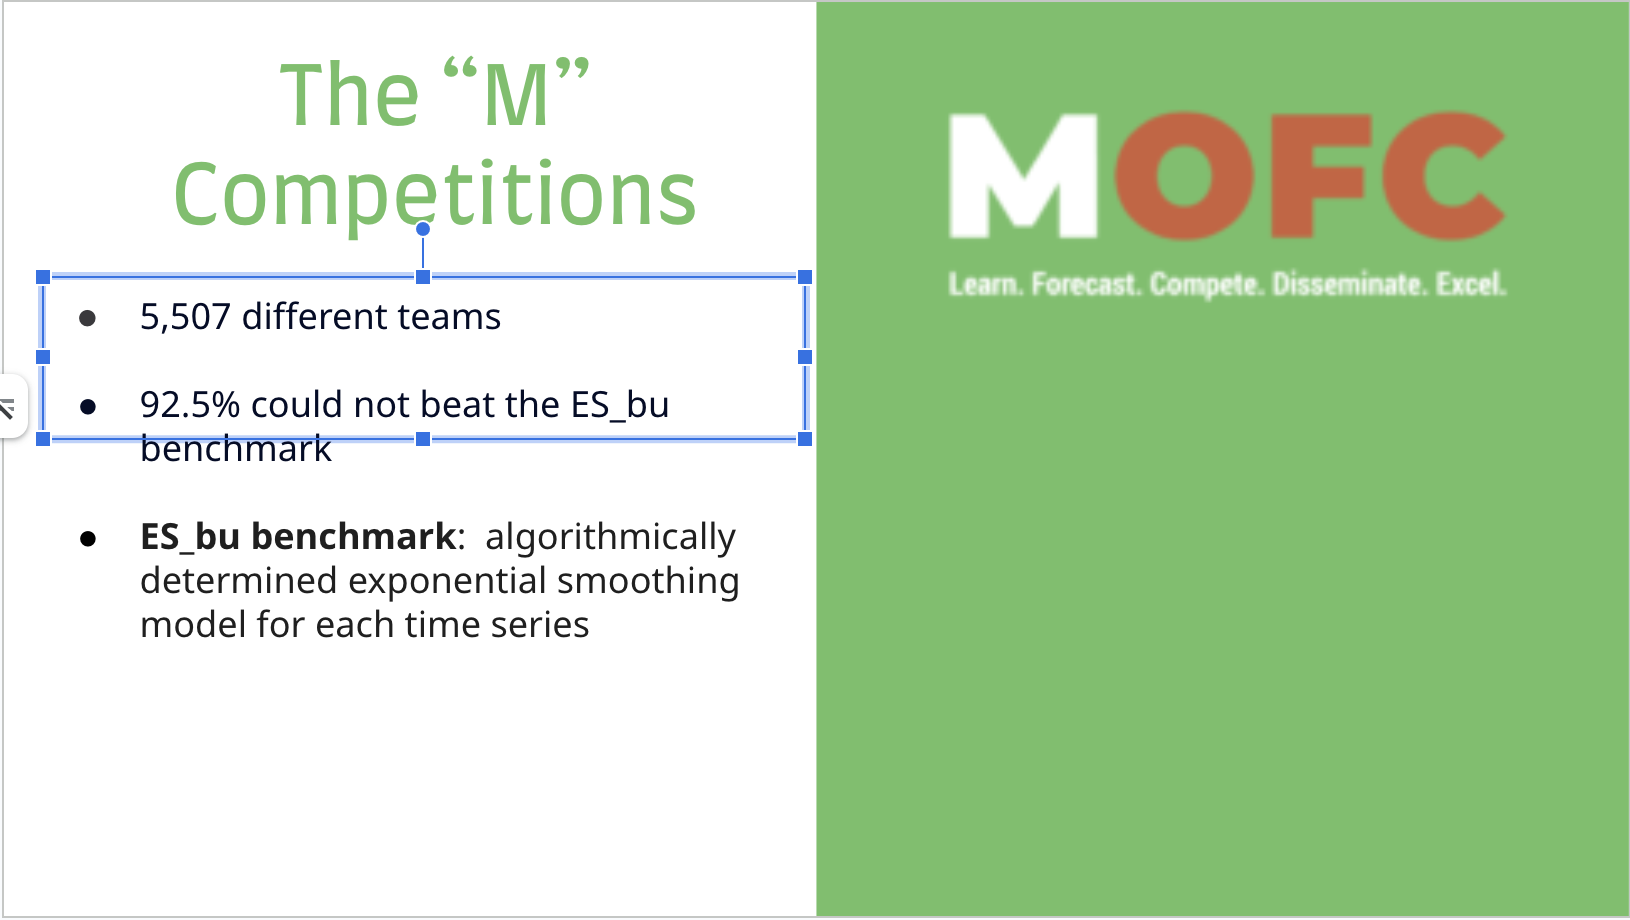 The “M”
Competitions
● 5,507 different teams
● 92.5% could not beat the ES_bu
benchmark
● ES_bu benchmark:  algorithmically
determined exponential smoothing
model for each time series
MOFC
Learn. Forecast. Compete. Disseminate. Excel.